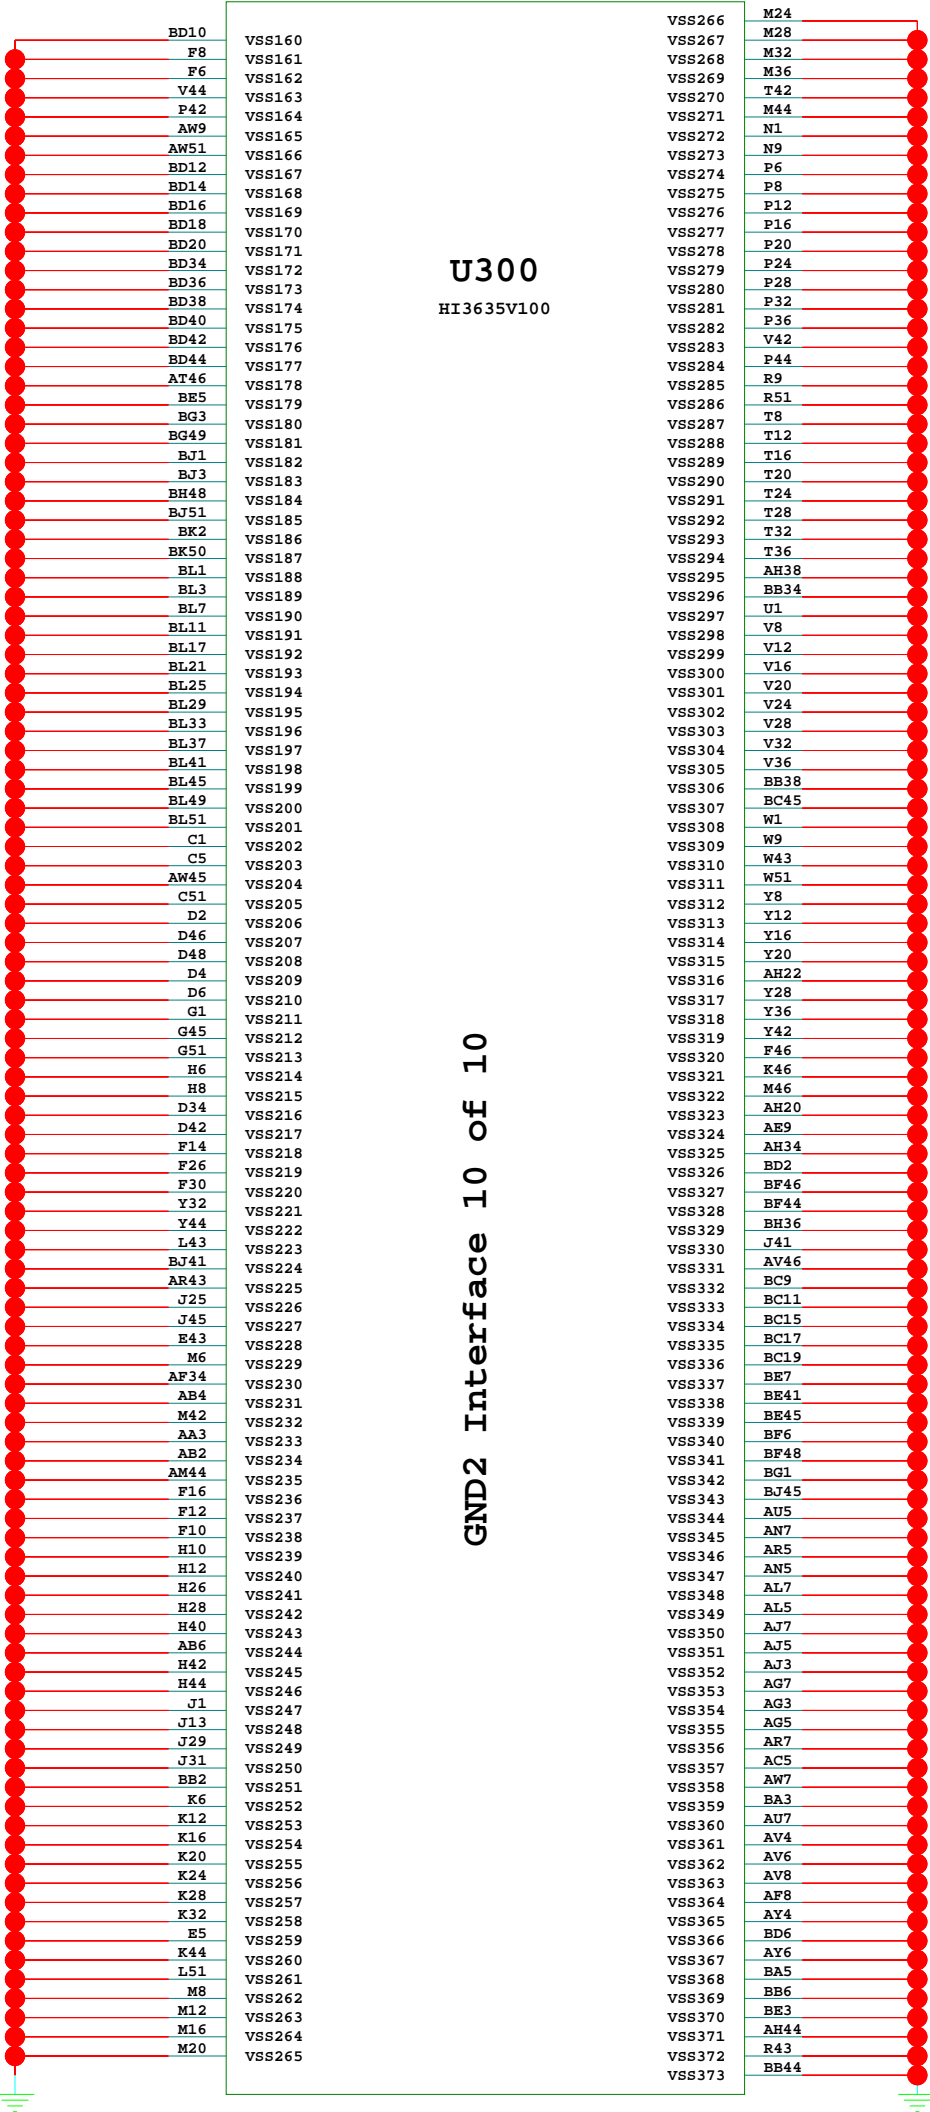 BD10 VSS160
F8 VSS161
F6 VSS162
V44 VSS163
P42 VSS164
AW9 VSS165
AW51 VSS166
BD12 VSS167
BD14 VSS168
BD16 VSS169
BD18 VSS170
BD20 VSS171
BD34 VSS172
BD36 VSS173
BD38 VSS174
BD40 VSS175
BD42 VSS176
BD44 VSS177
AT46 VSS178
BE5 VSS179
BG3 VSS180
BG49 VSS181
BJ1 VSS182
BJ3 VSS183
BH48 VSS184
BJ51 VSS185
BK2 VSS186
BK50 VSS187
BL1 VSS188
BL3 VSS189
BL7 VSS190
BL11 VSS191
BL17 VSS192
BL21 VSS193
BL25 VSS194
BL29 VSS195
BL33 VSS196
BL37 VSS197
BL41 VSS198
BL45 VSS199
BL49 VSS200
BL51 VSS201
C1 VSS202
C5 VSS203
AW45 VSS204
C51 VSS205
D2 VSS206
D46 VSS207
D48 VSS208
D4 VSS209
D6 VSS210
G1 VSS211
G45 VSS212
G51 VSS213
H6 VSS214
H8 VSS215
D34 VSS216
D42 VSS217
F14 VSS218
F26 VSS219
F30 VSS220
Y32 VSS221
Y44 VSS222
L43 VSS223
BJ41 VSS224
AR43 VSS225
J25 VSS226
J45 VSS227
E43 VSS228
M6 VSS229
AF34 VSS230
AB4 VSS231
M42 VSS232
AA3 VSS233
AB2 VSS234
AM44 VSS235
F16 VSS236
F12 VSS237
F10 VSS238
H10 VSS239
H12 VSS240
H26 VSS241
H28 VSS242
H40 VSS243
AB6 VSS244
H42 VSS245
H44 VSS246
J1 VSS247
J13 VSS248
J29 VSS249
J31 VSS250
BB2 VSS251
K6 VSS252
K12 VSS253
K16 VSS254
K20 VSS255
K24 VSS256
K28 VSS257
K32 VSS258
E5 VSS259
K44 VSS260
L51 VSS261
M8 VSS262
M12 VSS263
M16 VSS264
M20 VSS265
U300
HI3635V100
GND2 Interface 10 of 10
VSS266 M24
VSS267 M28
VSS268 M32
VSS269 M36
VSS270 T42
VSS271 M44
VSS272 N1
VSS273 N9
VSS274 P6
VSS275 P8
VSS276 P12
VSS277 P16
VSS278 P20
VSS279 P24
VSS280 P28
VSS281 P32
VSS282 P36
VSS283 V42
VSS284 P44
VSS285 R9
VSS286 R51
VSS287 T8
VSS288 T12
VSS289 T16
VSS290 T20
VSS291 T24
VSS292 T28
VSS293 T32
VSS294 T36
VSS295 AH38
VSS296 BB34
VSS297 U1
VSS298 V8
VSS299 V12
VSS300 V16
VSS301 V20
VSS302 V24
VSS303 V28
VSS304 V32
VSS305 V36
VSS306 BB38
VSS307 BC45
VSS308 W1
VSS309 W9
VSS310 W43
VSS311 W51
VSS312 Y8
VSS313 Y12
VSS314 Y16
VSS315 Y20
VSS316 AH22
VSS317 Y28
VSS318 Y36
VSS319 Y42
VSS320 F46
VSS321 K46
VSS322 M46
VSS323 AH20
VSS324 AE9
VSS325 AH34
VSS326 BD2
VSS327 BF46
VSS328 BF44
VSS329 BH36
VSS330 J41
VSS331 AV46
VSS332 BC9
VSS333 BC11
VSS334 BC15
VSS335 BC17
VSS336 BC19
VSS337 BE7
VSS338 BE41
VSS339 BE45
VSS340 BF6
VSS341 BF48
VSS342 BG1
VSS343 BJ45
VSS344 AU5
VSS345 AN7
VSS346 AR5
VSS347 AN5
VSS348 AL7
VSS349 AL5
VSS350 AJ7
VSS351 AJ5
VSS352 AJ3
VSS353 AG7
VSS354 AG3
VSS355 AG5
VSS356 AR7
VSS357 AC5
VSS358 AW7
VSS359 BA3
VSS360 AU7
VSS361 AV4
VSS362 AV6
VSS363 AV8
VSS364 AF8
VSS365 AY4
VSS366 BD6
VSS367 AY6
VSS368 BA5
VSS369 BB6
VSS370 BE3
VSS371 AH44
VSS372 R43
VSS373 BB44